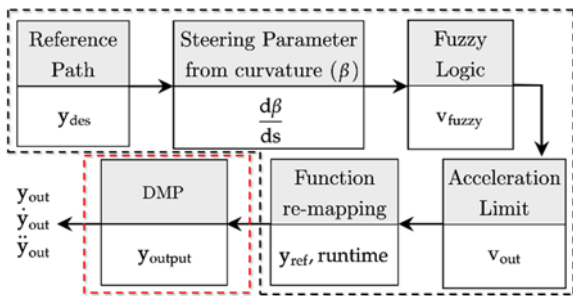 Reference
Path
y_des
Steering Parameter
from curvature (β)
dβ
ds
Fuzzy
Logic
v_fuzzy
Acceleration
Limit
v_out
Function
re-mapping
y_ref, runtime
DMP
y_output
y_out
ẏ_out
ÿ_out